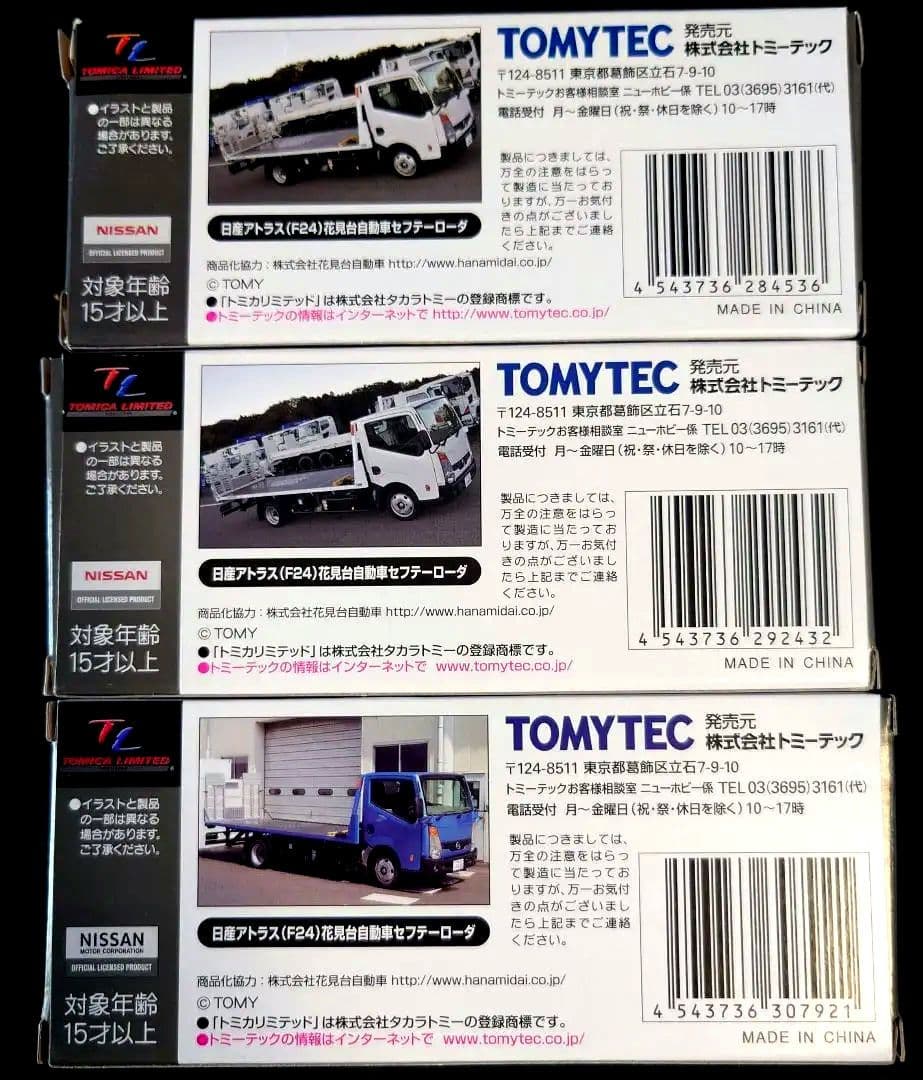 TL
TOMICA LIMITED
●イラストと製品
の一部は異なる
場合があります。
ご了承ください。
NISSAN
OFFICIAL LICENSED PRODUCT
対象年齢
15才以上
日産アトラス(F24)花見台自動車セフテーローダ
商品化協力：株式会社花見台自動車 http://www.hanamidai.co.jp/
© TOMY
●「トミカリミテッド」は株式会社タカラトミーの登録商標です。
●トミーテックの情報はインターネットで http://www.tomytec.co.jp/
TOMYTEC 発売元 株式会社トミーテック
〒124-8511 東京都葛飾区立石7-9-10
トミーテックお客様相談室 ニューホビー係 TEL 03(3695)3161(代)
電話受付 月～金曜日(祝・祭・休日を除く)10～17時
製品につきましては、
万全の注意をはらっ
て製造に当たってお
りますが、万一お気付
きの点がございまし
たら上記までご連絡
ください。
4 543736 284536
MADE IN CHINA
TL
TOMICA LIMITED
●イラストと製品
の一部は異なる
場合があります。
ご了承ください。
NISSAN
OFFICIAL LICENSED PRODUCT
対象年齢
15才以上
日産アトラス(F24)花見台自動車セフテーローダ
商品化協力：株式会社花見台自動車 http://www.hanamidai.co.jp/
© TOMY
●「トミカリミテッド」は株式会社タカラトミーの登録商標です。
●トミーテックの情報はインターネットで www.tomytec.co.jp/
TOMYTEC 発売元 株式会社トミーテック
〒124-8511 東京都葛飾区立石7-9-10
トミーテックお客様相談室 ニューホビー係 TEL 03(3695)3161(代)
電話受付 月～金曜日(祝・祭・休日を除く)10～17時
製品につきましては、
万全の注意をはらっ
て製造に当たってお
りますが、万一お気付
きの点がございまし
たら上記までご連絡
ください。
4 543736 292432
MADE IN CHINA
TL
TOMICA LIMITED
●イラストと製品
の一部は異なる
場合があります。
ご了承ください。
NISSAN
MOTOR CORPORATION
OFFICIAL LICENSED PRODUCT
対象年齢
15才以上
日産アトラス(F24)花見台自動車セフテーローダ
商品化協力：株式会社花見台自動車 http://www.hanamidai.co.jp/
© TOMY
●「トミカリミテッド」は株式会社タカラトミーの登録商標です。
●トミーテックの情報はインターネットで www.tomytec.co.jp/
TOMYTEC 発売元 株式会社トミーテック
〒124-8511 東京都葛飾区立石7-9-10
トミーテックお客様相談室 ニューホビー係 TEL 03(3695)3161(代)
電話受付 月～金曜日(祝・祭・休日を除く)10～17時
製品につきましては、
万全の注意をはらっ
て製造に当たってお
りますが、万一お気付
きの点がございまし
たら上記までご連絡
ください。
4 543736 307921
MADE IN CHINA